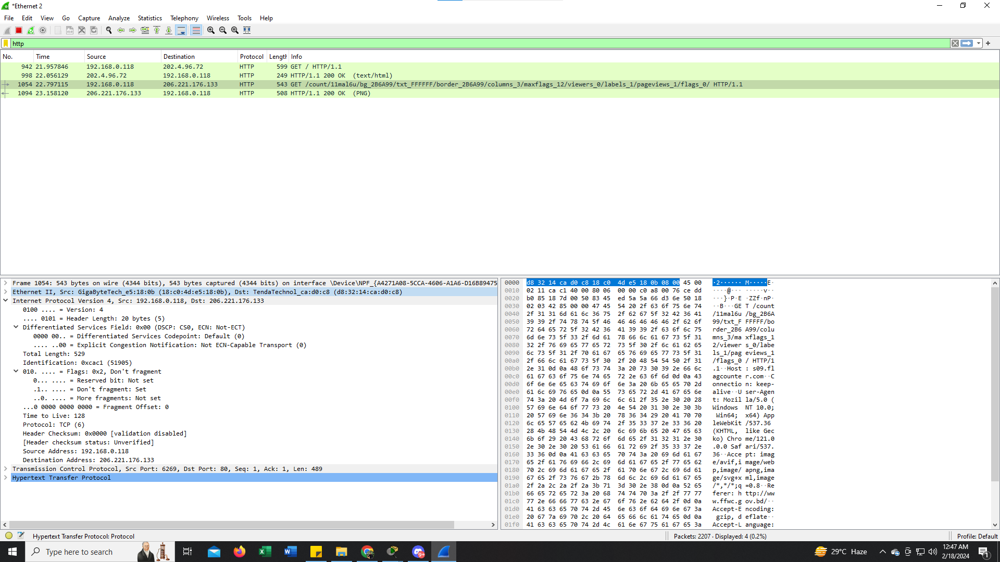 *Ethernet 2
File Edit View Go Capture Analyze Statistics Telephony Wireless Tools Help
http
No. Time Source Destination Protocol Length Info
942 21.957846 192.168.0.118 202.4.96.72 HTTP 599 GET / HTTP/1.1
998 22.056129 202.4.96.72 192.168.0.118 HTTP 249 HTTP/1.1 200 OK (text/html)
1054 22.797115 192.168.0.118 206.221.176.133 HTTP 543 GET /count/11mal6u/bg_2B6A99/txt_FFFFFF/border_2B6A99/columns_3/maxflags_12/viewers_0/labels_1/pageviews_1/flags_0/ HTTP/1.1
1094 23.158120 206.221.176.133 192.168.0.118 HTTP 508 HTTP/1.1 200 OK (PNG)
Frame 1054: 543 bytes on wire (4344 bits), 543 bytes captured (4344 bits) on interface \Device\NPF_{A4271A08-5CCA-4606-A1A6-D16B89475
Ethernet II, Src: GigaByteTech_e5:18:0b (18:c0:4d:e5:18:0b), Dst: TendaTechnol_ca:d0:c8 (d8:32:14:ca:d0:c8)
Internet Protocol Version 4, Src: 192.168.0.118, Dst: 206.221.176.133
0100 .... = Version: 4
.... 0101 = Header Length: 20 bytes (5)
Differentiated Services Field: 0x00 (DSCP: CS0, ECN: Not-ECT)
0000 00.. = Differentiated Services Codepoint: Default (0)
.... ..00 = Explicit Congestion Notification: Not ECN-Capable Transport (0)
Total Length: 529
Identification: 0xcac1 (51905)
010. .... = Flags: 0x2, Don't fragment
0... .... = Reserved bit: Not set
.1.. .... = Don't fragment: Set
..0. .... = More fragments: Not set
...0 0000 0000 0000 = Fragment Offset: 0
Time to Live: 128
Protocol: TCP (6)
Header Checksum: 0x0000 [validation disabled]
[Header checksum status: Unverified]
Source Address: 192.168.0.118
Destination Address: 206.221.176.133
Transmission Control Protocol, Src Port: 6269, Dst Port: 80, Seq: 1, Ack: 1, Len: 489
Hypertext Transfer Protocol
0000 d8 32 14 ca d0 c8 18 c0 4d e5 18 0b 08 00 45 00 ·2······ M·····E·
0010 02 11 ca c1 40 00 80 06 00 00 c0 a8 00 76 ce dd ····@··· ·····v··
0020 b0 85 18 7d 00 50 83 45 ed 5a 5a 66 d3 6e 50 18 ···}·P·E ·ZZf·nP·
0030 02 03 42 85 00 00 47 45 54 20 2f 63 6f 75 6e 74 ··B···GE T /count
0040 2f 31 31 6d 61 6c 36 75 2f 62 67 5f 32 42 36 41 /11mal6u /bg_2B6A
0050 39 39 2f 74 78 74 5f 46 46 46 46 46 46 2f 62 6f 99/txt_F FFFFF/bo
0060 72 64 65 72 5f 32 42 36 41 39 39 2f 63 6f 6c 75 rder_2B6 A99/colu
0070 6d 6e 73 5f 33 2f 6d 61 78 66 6c 61 67 73 5f 31 mns_3/ma xflags_1
0080 32 2f 76 69 65 77 65 72 73 5f 30 2f 6c 61 62 65 2/viewer s_0/labe
0090 6c 73 5f 31 2f 70 61 67 65 76 69 65 77 73 5f 31 ls_1/pag eviews_1
00a0 2f 66 6c 61 67 73 5f 30 2f 20 48 54 54 50 2f 31 /flags_0 / HTTP/1
00b0 2e 31 0d 0a 48 6f 73 74 3a 20 73 30 39 2e 66 6c .1··Host : s09.fl
00c0 61 67 63 6f 75 6e 74 65 72 2e 63 6f 6d 0d 0a 43 agcounte r.com··C
00d0 6f 6e 6e 65 63 74 69 6f 6e 3a 20 6b 65 65 70 2d onnectio n: keep-
00e0 61 6c 69 76 65 0d 0a 55 73 65 72 2d 41 67 65 6e alive··U ser-Agen
00f0 74 3a 20 4d 6f 7a 69 6c 6c 61 2f 35 2e 30 20 28 t: Mozil la/5.0 (
0100 57 69 6e 64 6f 77 73 20 4e 54 20 31 30 2e 30 3b Windows NT 10.0;
0110 20 57 69 6e 36 34 3b 20 78 36 34 29 20 41 70 70 Win64; x64) App
0120 6c 65 57 65 62 4b 69 74 2f 35 33 37 2e 33 36 20 leWebKit /537.36
0130 28 4b 48 54 4d 4c 2c 20 6c 69 6b 65 20 47 65 63 (KHTML, like Gec
0140 6b 6f 29 20 43 68 72 6f 6d 65 2f 31 32 31 2e 30 ko) Chro me/121.0
0150 2e 30 2e 30 20 53 61 66 61 72 69 2f 35 33 37 2e .0.0 Saf ari/537.
0160 33 36 0d 0a 41 63 63 65 70 74 3a 20 69 6d 61 67 36··Acce pt: imag
0170 65 2f 61 76 69 66 2c 69 6d 61 67 65 2f 77 65 62 e/avif,i mage/web
0180 70 2c 69 6d 61 67 65 2f 61 70 6e 67 2c 69 6d 61 p,image/ apng,ima
0190 67 65 2f 73 76 67 2b 78 6d 6c 2c 69 6d 61 67 65 ge/svg+x ml,image
01a0 2f 2a 2c 2a 2f 2a 3b 71 3d 30 2e 38 0d 0a 52 65 /*,*/*;q =0.8··Re
01b0 66 65 72 65 72 3a 20 68 74 74 70 3a 2f 2f 77 77 ferer: h ttp://ww
01c0 77 2e 66 66 77 63 2e 67 6f 76 2e 62 64 2f 0d 0a w.ffwc.g ov.bd/··
01d0 41 63 63 65 70 74 2d 45 6e 63 6f 64 69 6e 67 3a Accept-E ncoding:
01e0 20 67 7a 69 70 2c 20 64 65 66 6c 61 74 65 0d 0a gzip, d eflate··
01f0 41 63 63 65 70 74 2d 4c 61 6e 67 75 61 67 65 3a Accept-L anguage:
Hypertext Transfer Protocol: Protocol Packets: 2207 · Displayed: 4 (0.2%) Profile: Default
Type here to search 9+ 29°C Haze 12:47 AM 1
2/18/2024